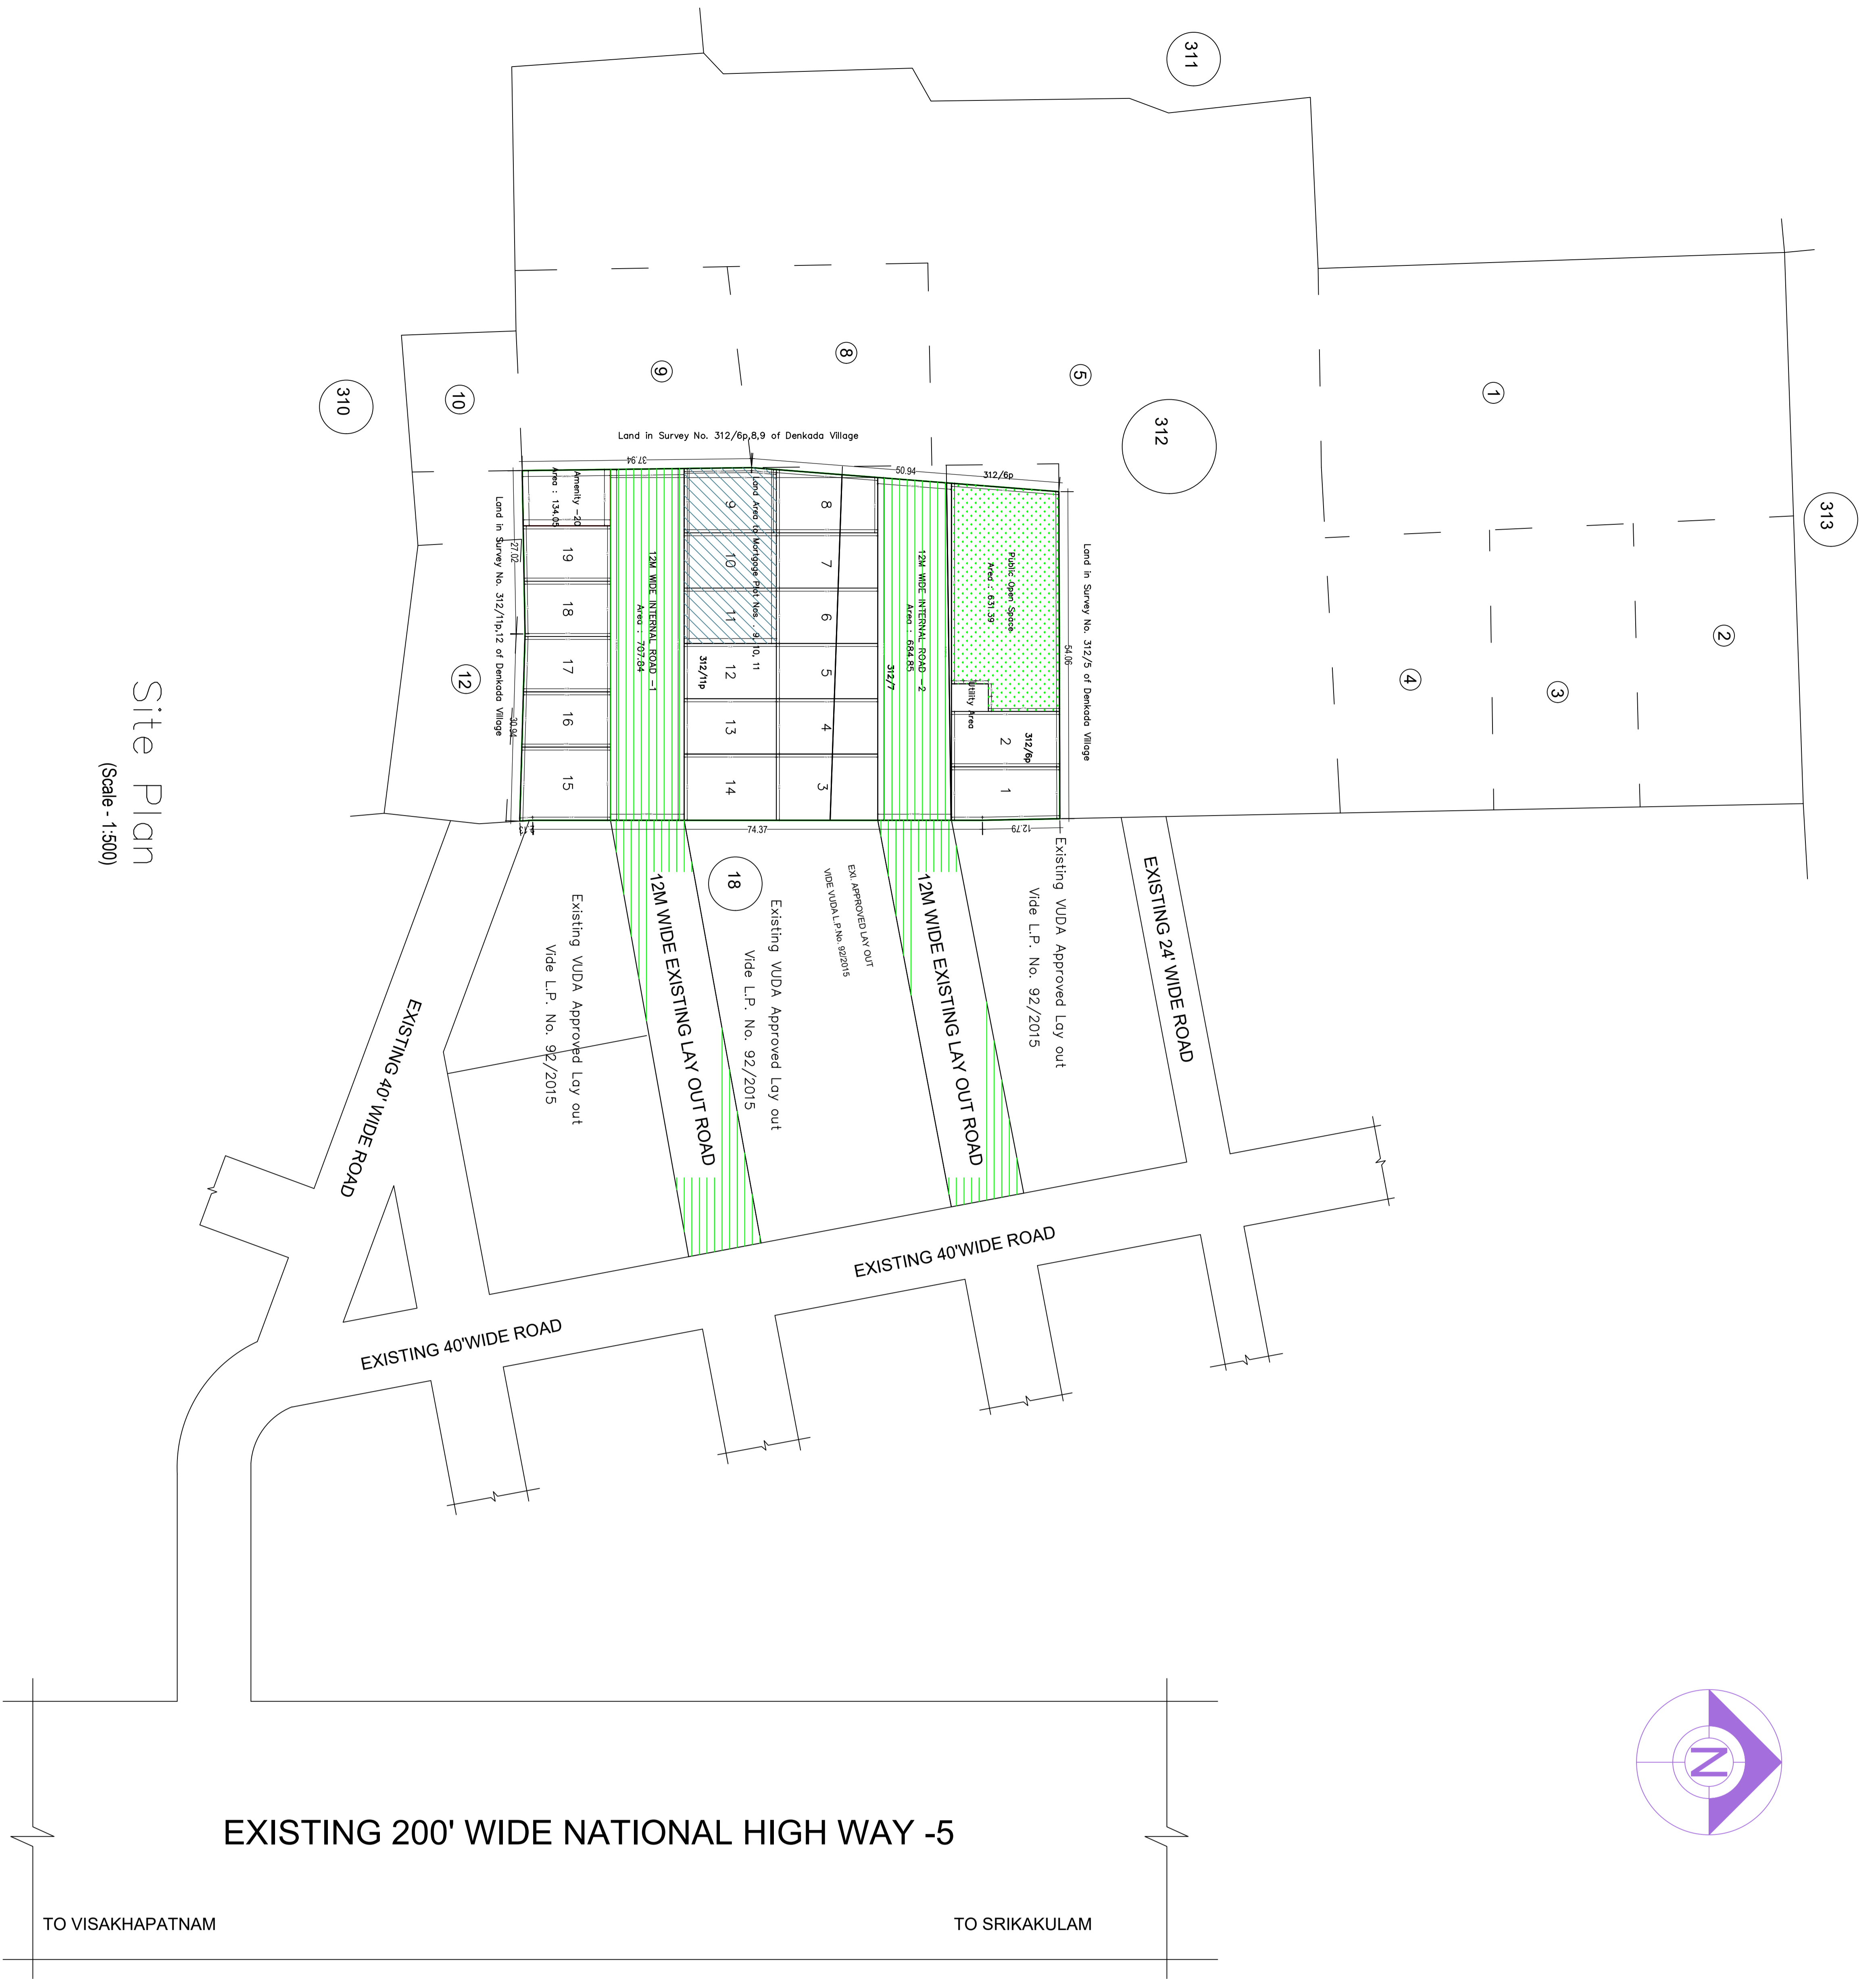 311
313
312
310
1
2
3
4
5
8
9
10
12
Land in Survey No. 312/6p,8,9 of Denkada Village
37.94
50.94
312/6p
54.06
Land in Survey No. 312/5 of Denkada Village
Public Open Space
Area : 631.39
Utility Area
312/6p
2
1
12M WIDE INTERNAL ROAD -2
Area : 684.85
312/7
8
7
6
5
4
3
Land Area to Mortgage Plot Nos. : 9, 10, 11
9
10
11
12
13
14
312/11p
12M WIDE INTERNAL ROAD -1
Area : 707.84
Amenity -20
Area : 134.05
19
18
17
16
15
27.02
30.94
Land in Survey No. 312/11p,12 of Denkada Village
74.37
12.79
18
Existing VUDA Approved Lay out
Vide L.P. No. 92/2015
EXI. APPROVED LAY OUT
VIDE VUDA L.P.No. 92/2015
Existing VUDA Approved Lay out
Vide L.P. No. 92/2015
Existing VUDA Approved Lay out
Vide L.P. No. 92/2015
12M WIDE EXISTING LAY OUT ROAD
12M WIDE EXISTING LAY OUT ROAD
EXISTING 24' WIDE ROAD
EXISTING 40' WIDE ROAD
EXISTING 40'WIDE ROAD
EXISTING 40'WIDE ROAD
Site Plan
(Scale - 1:500)
N
EXISTING 200' WIDE NATIONAL HIGH WAY -5
TO VISAKHAPATNAM
TO SRIKAKULAM